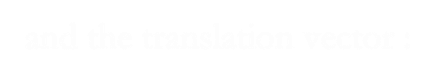 and the translation vector :